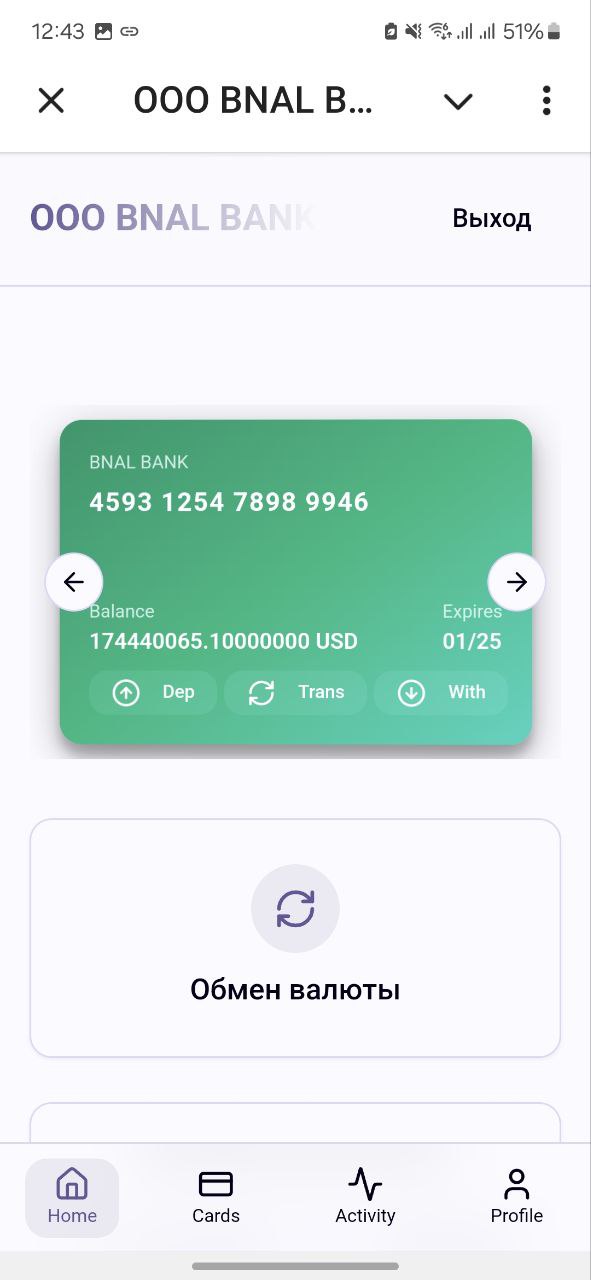 12:43 51%
OOO BNAL B...
OOO BNAL BANK
Выход
BNAL BANK
4593 1254 7898 9946
Balance Expires
174440065.10000000 USD 01/25
Dep Trans With
Обмен валюты
Home Cards Activity Profile